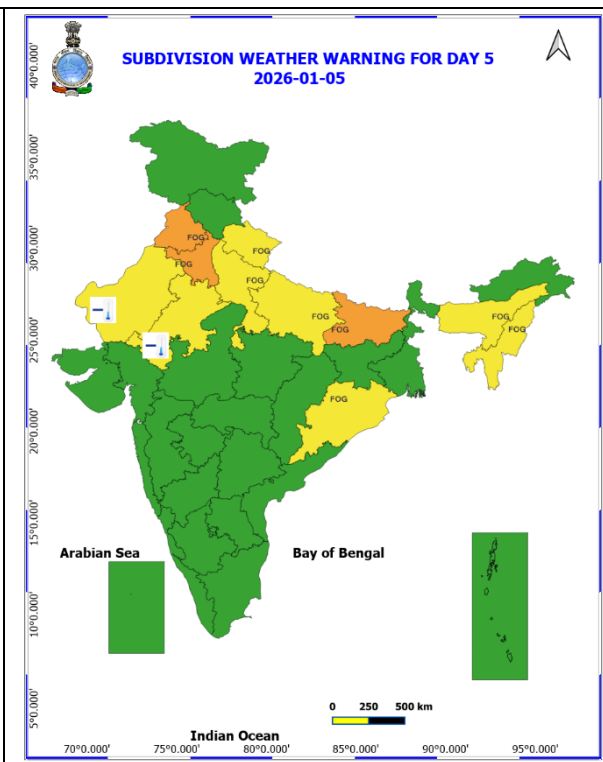 SUBDIVISION WEATHER WARNING FOR DAY 5
2026-01-05
40°0.000'
35°0.000'
30°0.000'
25°0.000'
20°0.000'
15°0.000'
10°0.000'
5°0.000'
FOG
FOG
FOG
FOG
FOG
FOG
FOG
FOG
FOG
Arabian Sea
Bay of Bengal
0 250 500 km
Indian Ocean
70°0.000' 75°0.000' 80°0.000' 85°0.000' 90°0.000' 95°0.000'